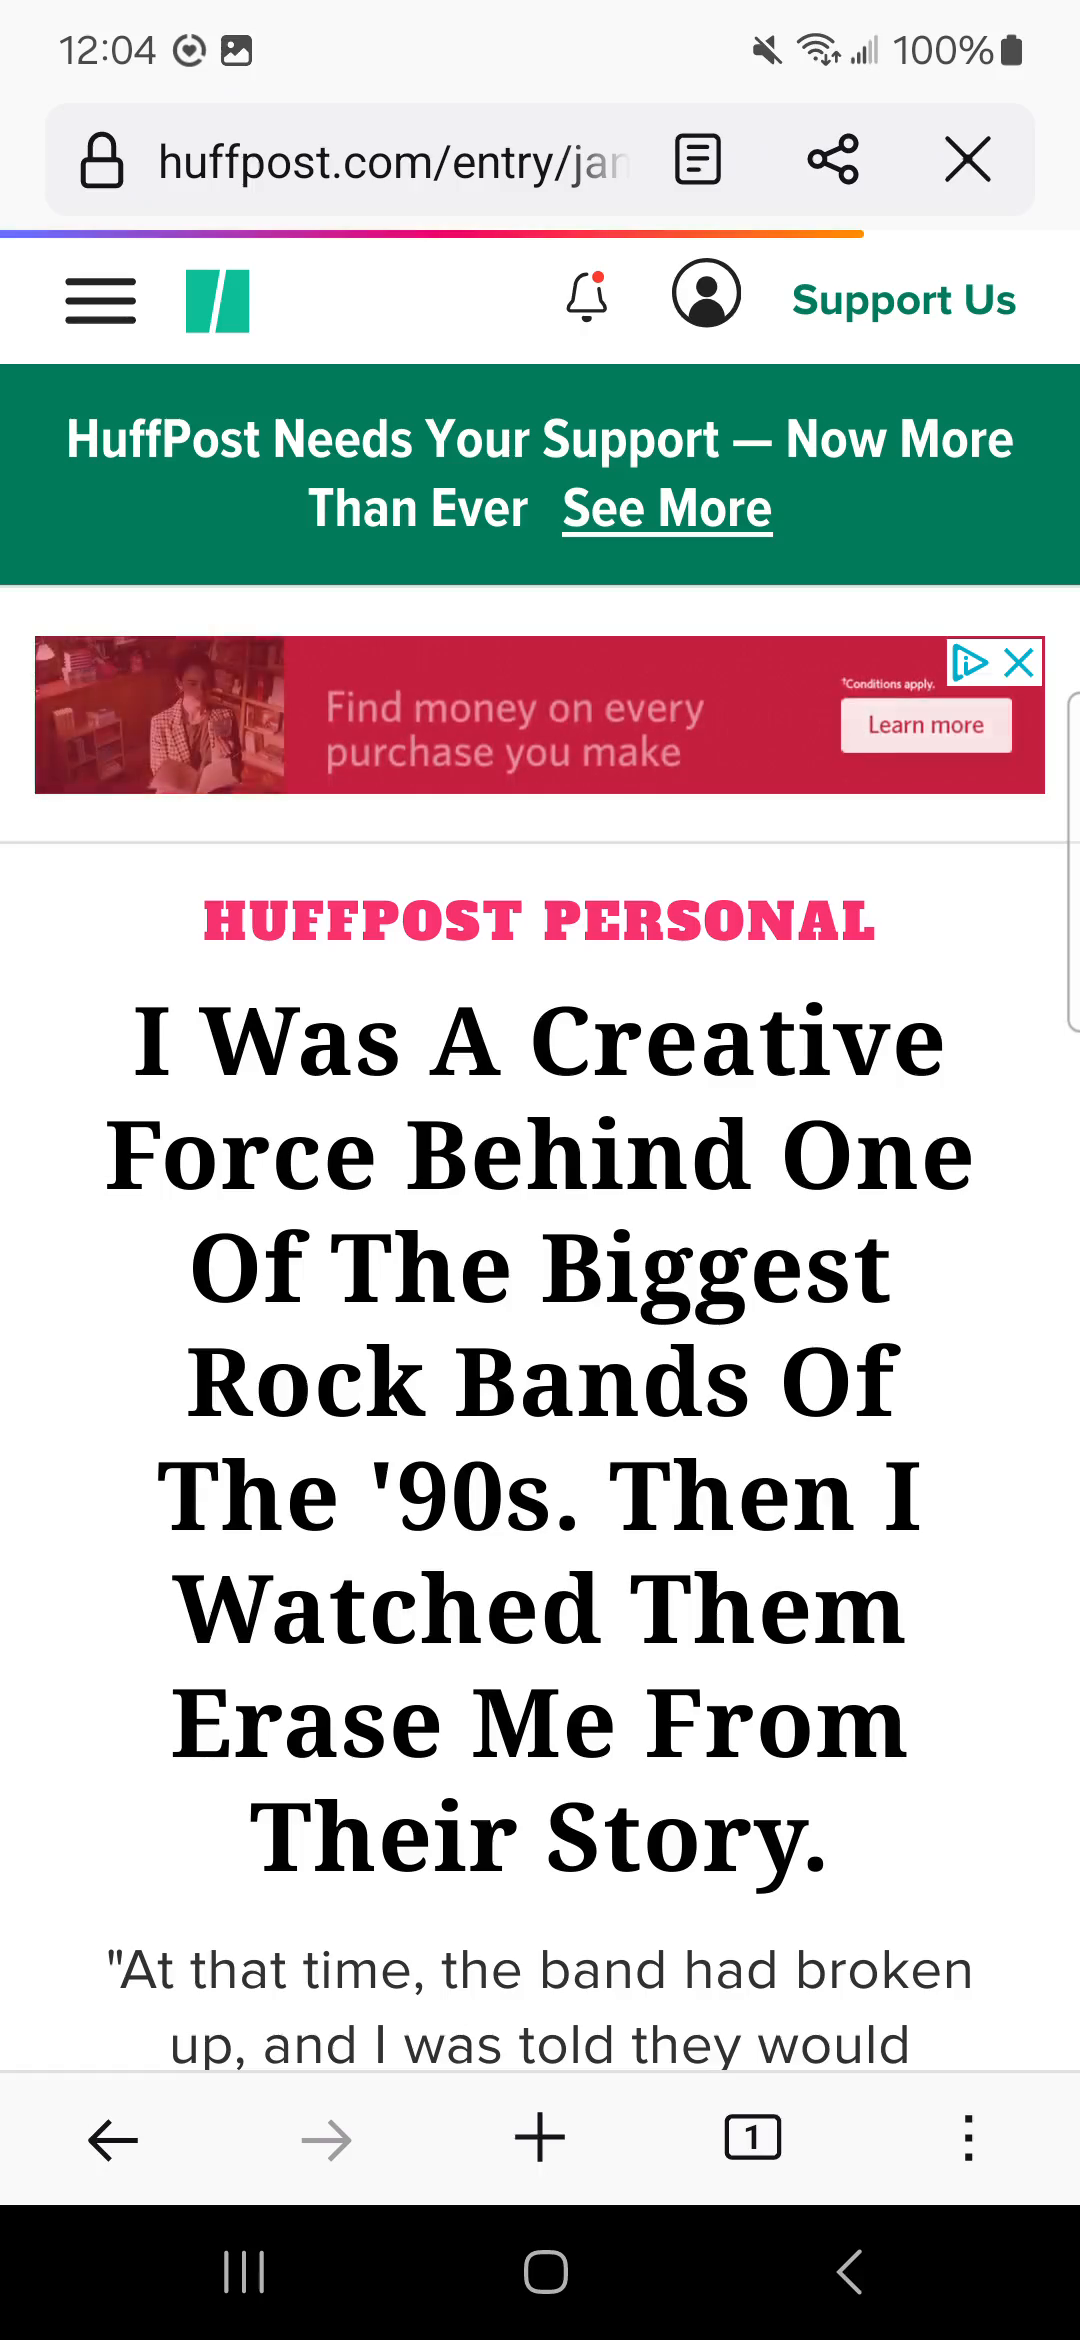 12:04
100%
huffpost.com/entry/jan
Support Us
HuffPost Needs Your Support — Now More
Than Ever See More
Find money on every
purchase you make
†Conditions apply.
Learn more
HUFFPOST PERSONAL
I Was A Creative
Force Behind One
Of The Biggest
Rock Bands Of
The '90s. Then I
Watched Them
Erase Me From
Their Story.
"At that time, the band had broken
up, and I was told they would
1